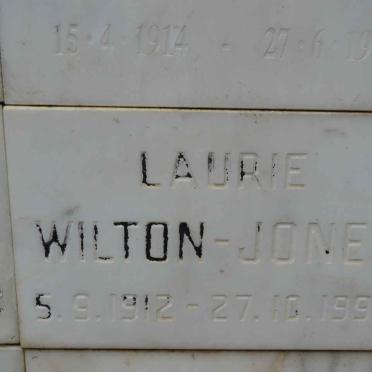 15·4·1914 - 27·6·19
LAURIE
WILTON-JONE
5.9.1912 - 27.10.199